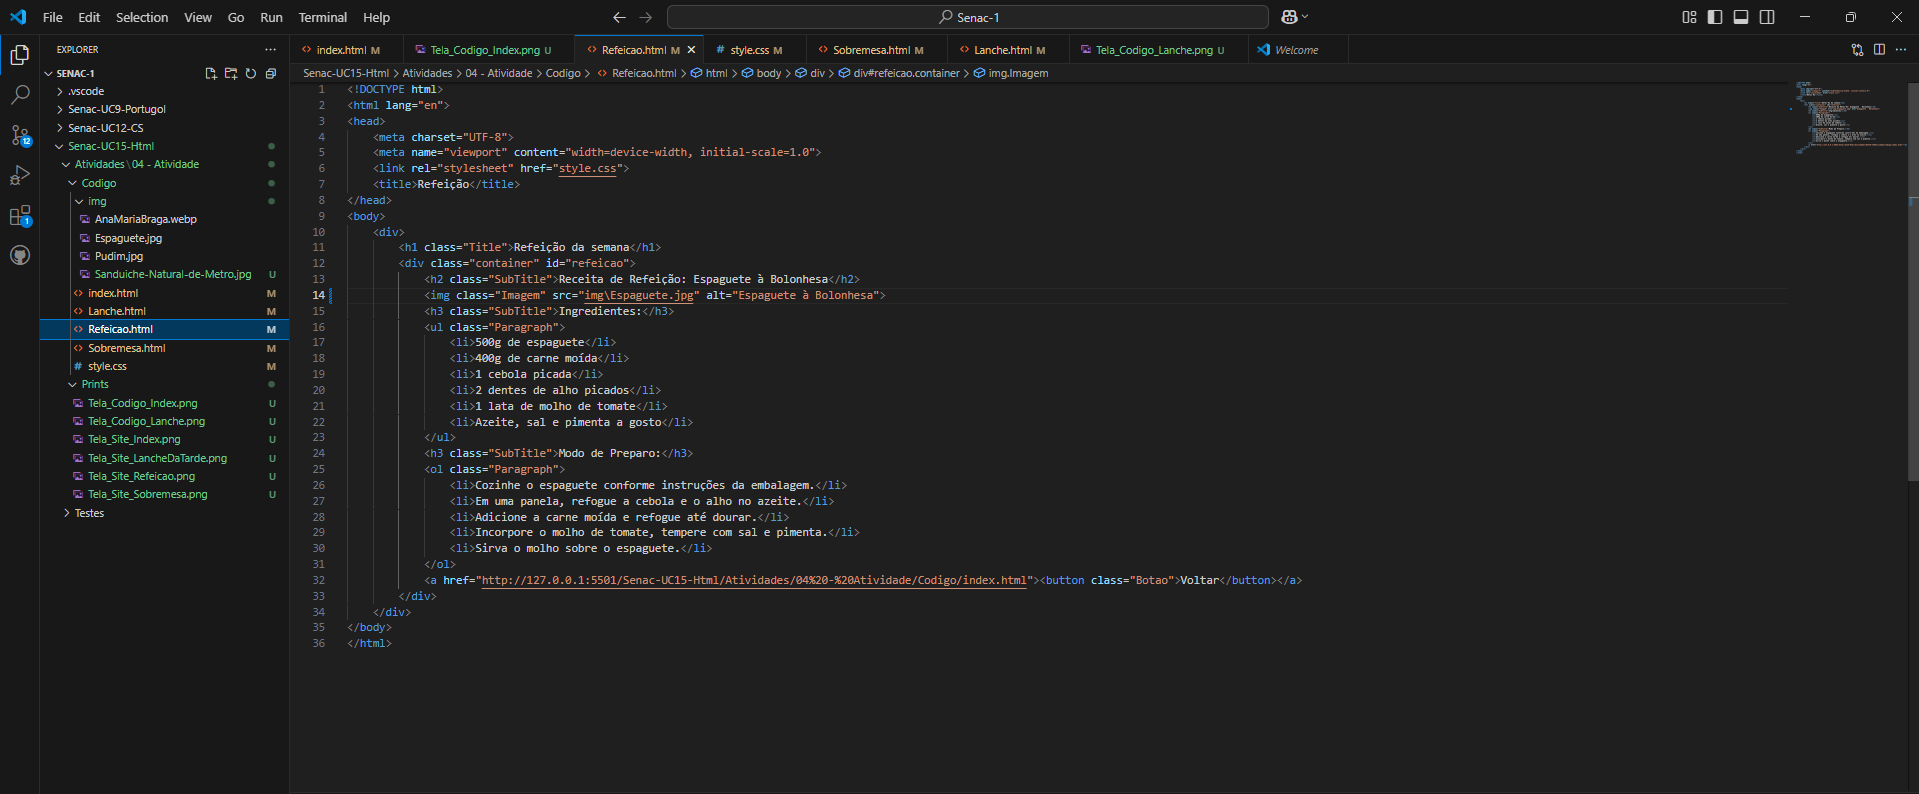 File Edit Selection View Go Run Terminal Help
Senac-1
EXPLORER
SENAC-1
.vscode
Senac-UC9-Portugol
Senac-UC12-CS
Senac-UC15-Html
Atividades\04 - Atividade
Codigo
img
AnaMariaBraga.webp
Espaguete.jpg
Pudim.jpg
Sanduiche-Natural-de-Metro.jpg U
index.html M
Lanche.html M
Refeicao.html M
Sobremesa.html M
# style.css M
Prints
Tela_Codigo_Index.png U
Tela_Codigo_Lanche.png U
Tela_Site_Index.png U
Tela_Site_LancheDaTarde.png U
Tela_Site_Refeicao.png U
Tela_Site_Sobremesa.png U
Testes
12
1
index.html M Tela_Codigo_Index.png U Refeicao.html M # style.css M Sobremesa.html M Lanche.html M Tela_Codigo_Lanche.png U Welcome
Senac-UC15-Html > Atividades > 04 - Atividade > Codigo > Refeicao.html > html > body > div > div#refeicao.container > img.Imagem
1 <!DOCTYPE html>
2 <html lang="en">
3 <head>
4 <meta charset="UTF-8">
5 <meta name="viewport" content="width=device-width, initial-scale=1.0">
6 <link rel="stylesheet" href="style.css">
7 <title>Refeição</title>
8 </head>
9 <body>
10 <div>
11 <h1 class="Title">Refeição da semana</h1>
12 <div class="container" id="refeicao">
13 <h2 class="SubTitle">Receita de Refeição: Espaguete à Bolonhesa</h2>
14 <img class="Imagem" src="img\Espaguete.jpg" alt="Espaguete à Bolonhesa">
15 <h3 class="SubTitle">Ingredientes:</h3>
16 <ul class="Paragraph">
17 <li>500g de espaguete</li>
18 <li>400g de carne moída</li>
19 <li>1 cebola picada</li>
20 <li>2 dentes de alho picados</li>
21 <li>1 lata de molho de tomate</li>
22 <li>Azeite, sal e pimenta a gosto</li>
23 </ul>
24 <h3 class="SubTitle">Modo de Preparo:</h3>
25 <ol class="Paragraph">
26 <li>Cozinhe o espaguete conforme instruções da embalagem.</li>
27 <li>Em uma panela, refogue a cebola e o alho no azeite.</li>
28 <li>Adicione a carne moída e refogue até dourar.</li>
29 <li>Incorpore o molho de tomate, tempere com sal e pimenta.</li>
30 <li>Sirva o molho sobre o espaguete.</li>
31 </ol>
32 <a href="http://127.0.0.1:5501/Senac-UC15-Html/Atividades/04%20-%20Atividade/Codigo/index.html"><button class="Botao">Voltar</button></a>
33 </div>
34 </div>
35 </body>
36 </html>